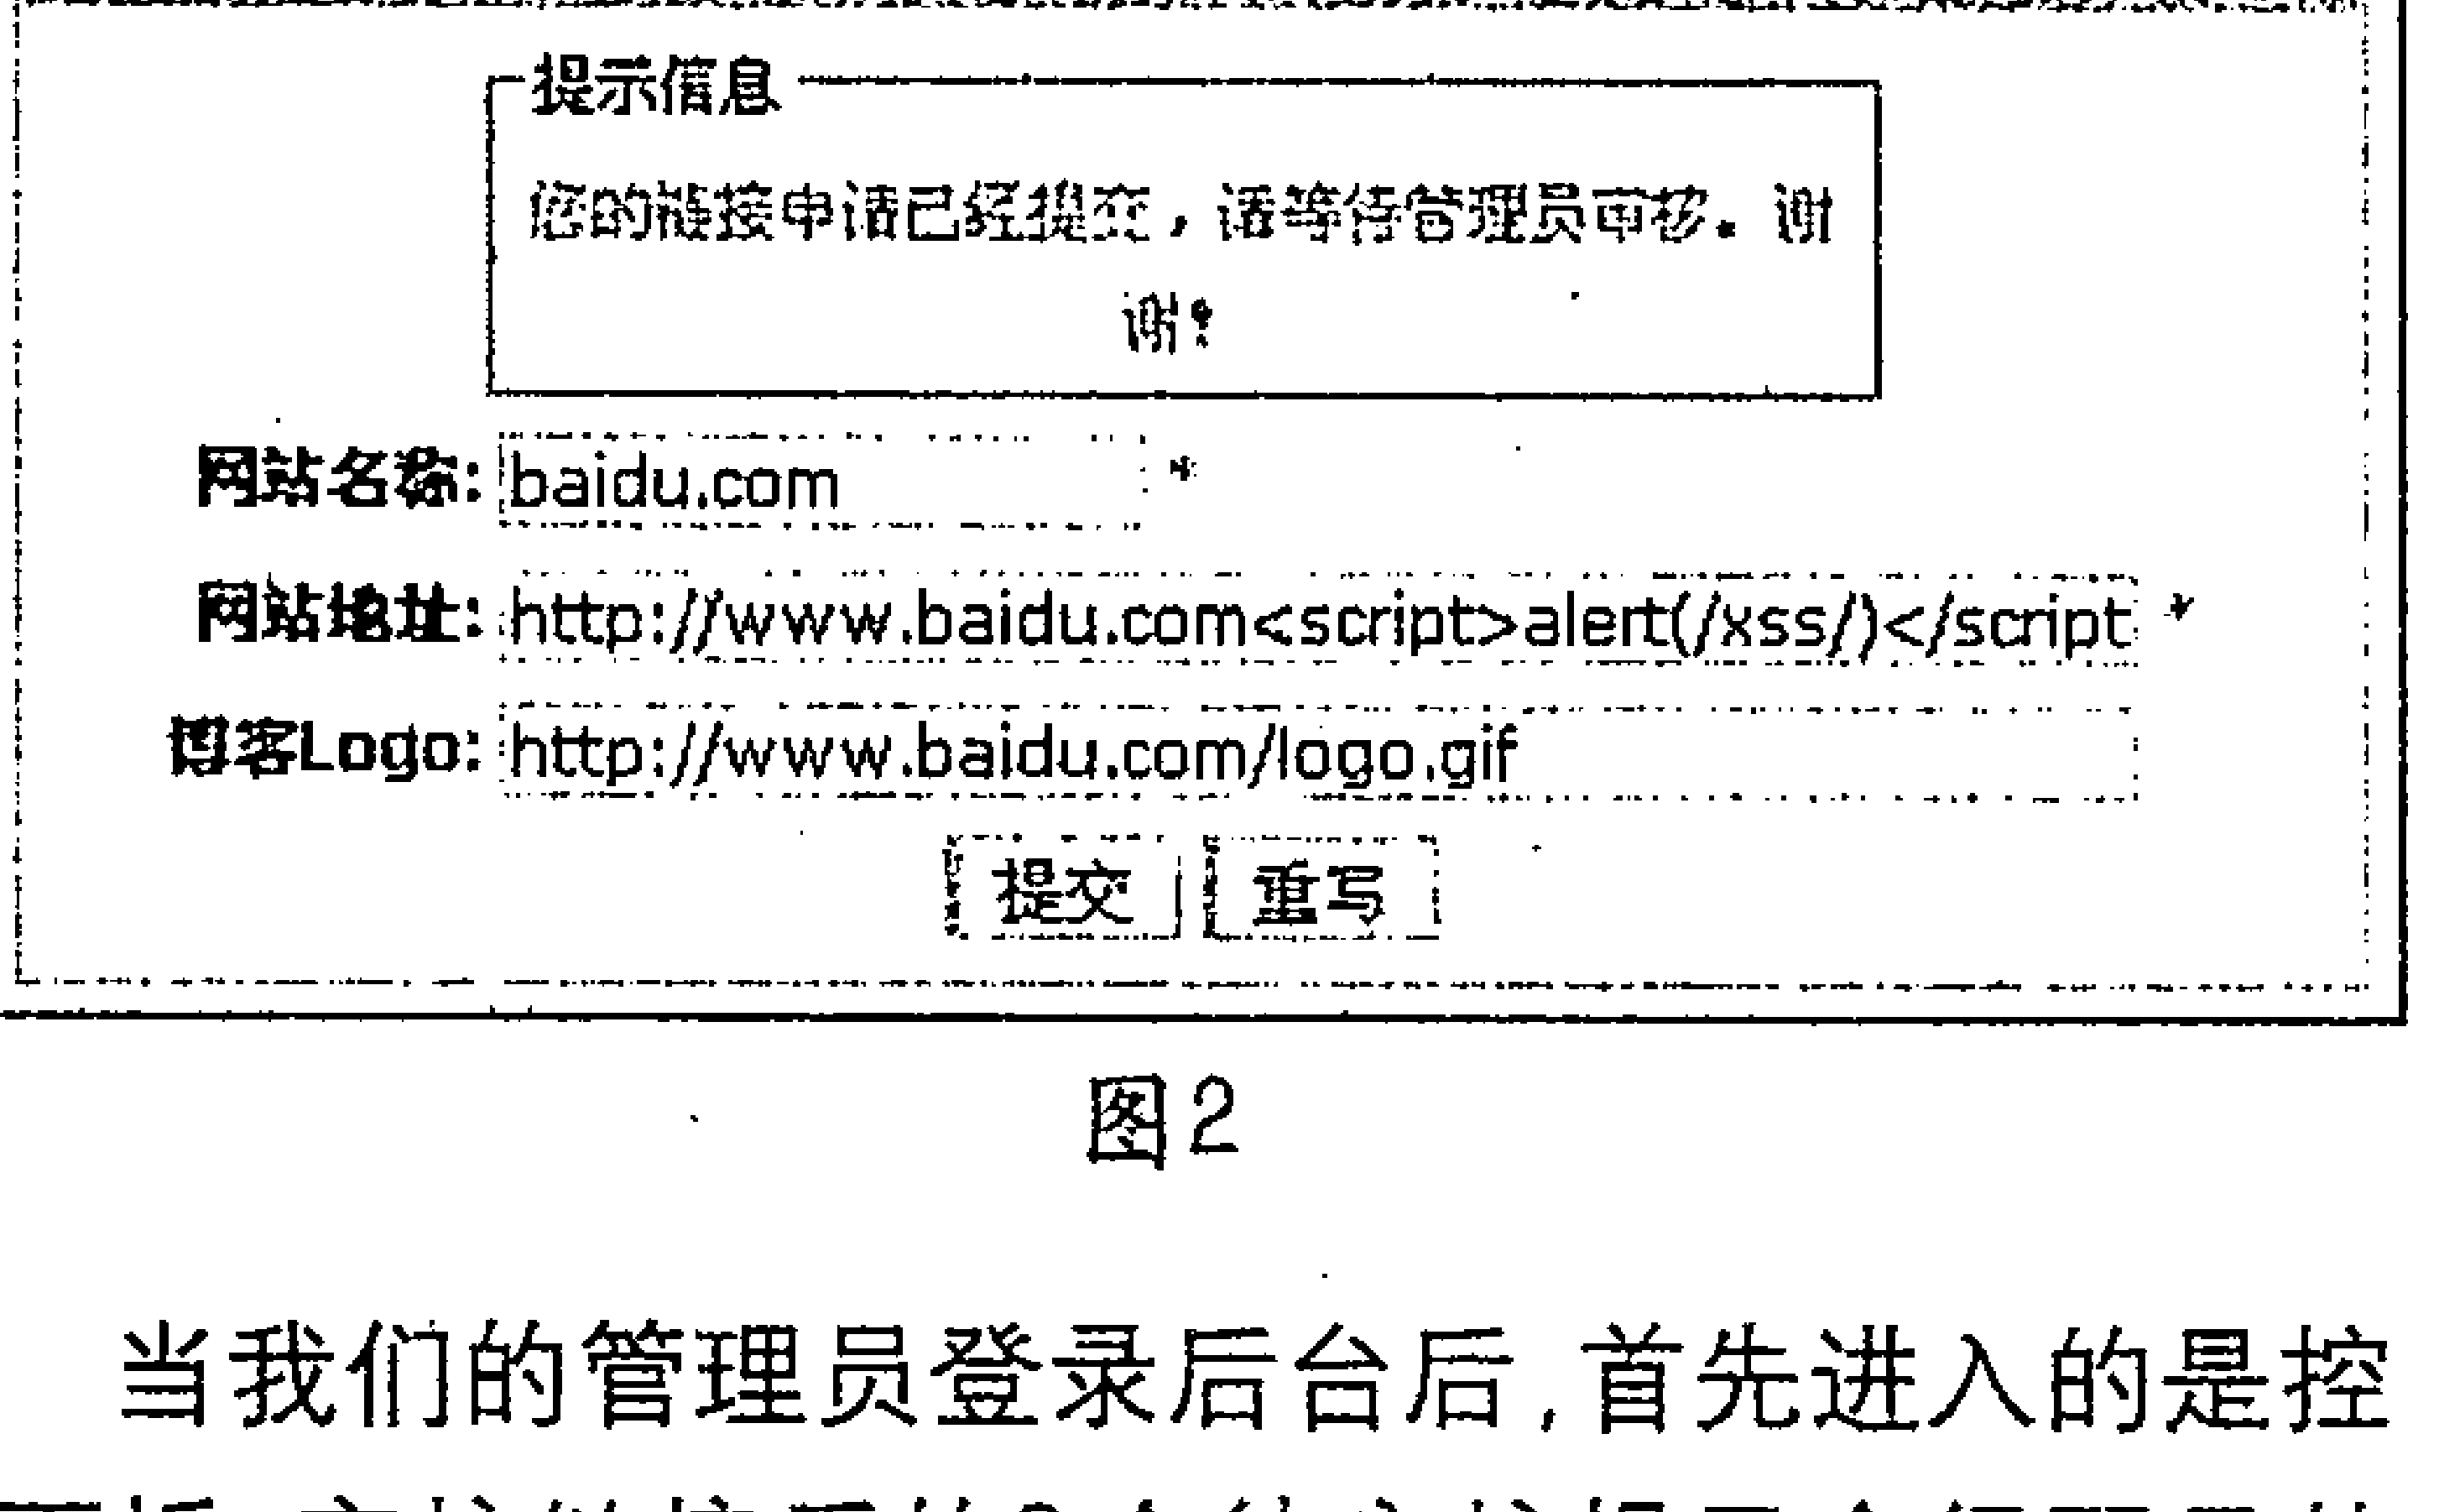 提示信息
您的链接申请已经提交，请等待管理员审核。谢
谢！
网站名称: baidu.com *
网站地址: http://www.baidu.com<script>alert(/xss/)</script *
博客Logo: http://www.baidu.com/logo.gif
提交 重写
图2
当我们的管理员登录后台后,首先进入的是控